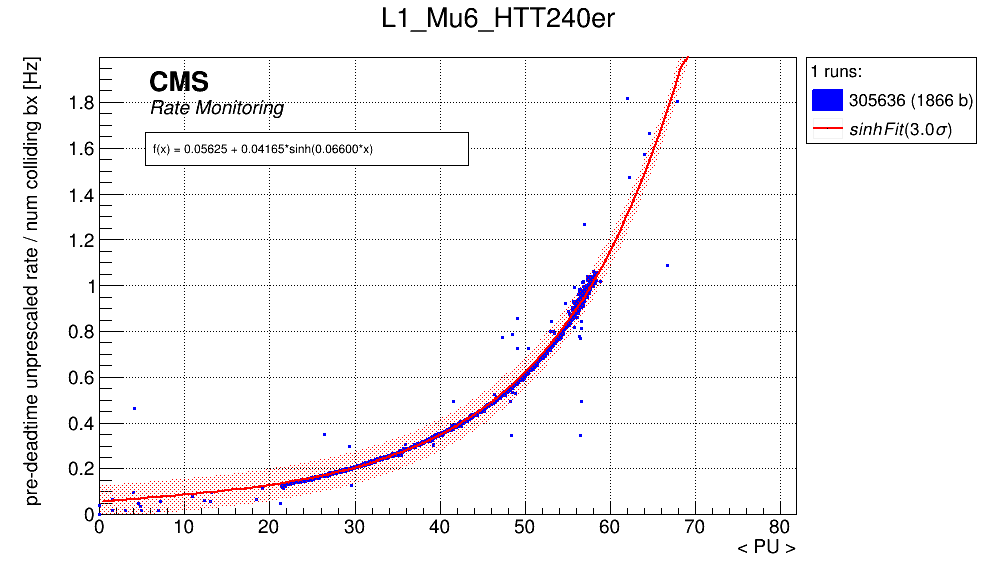 L1_Mu6_HTT240er
pre-deadtime unprescaled rate / num colliding bx [Hz]
CMS
Rate Monitoring
f(x) = 0.05625 + 0.04165*sinh(0.06600*x)
1 runs:
305636 (1866 b)
sinhFit(3.0σ)
1.8
1.6
1.4
1.2
1
0.8
0.6
0.4
0.2
0
0 10 20 30 40 50 60 70 80
< PU >